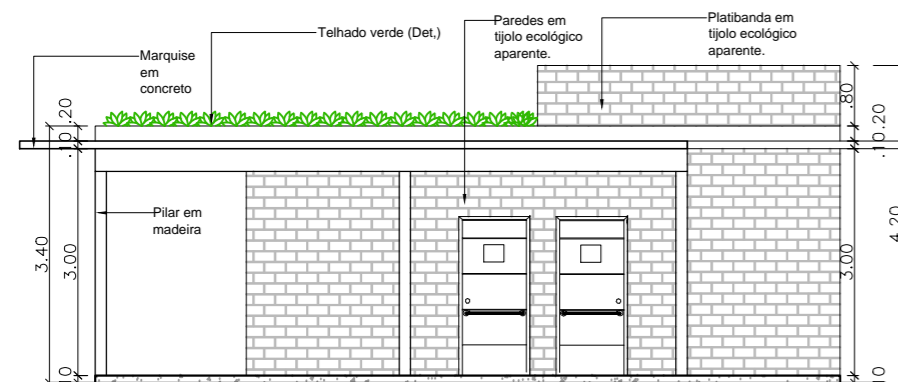 Telhado verde (Det,)
Paredes em
tijolo ecológico
aparente.
Platibanda em
tijolo ecológico
aparente.
Marquise
em
concreto
Pilar em
madeira
.20
.10
3.40
3.00
.80
.20
.10
4.20
3.00